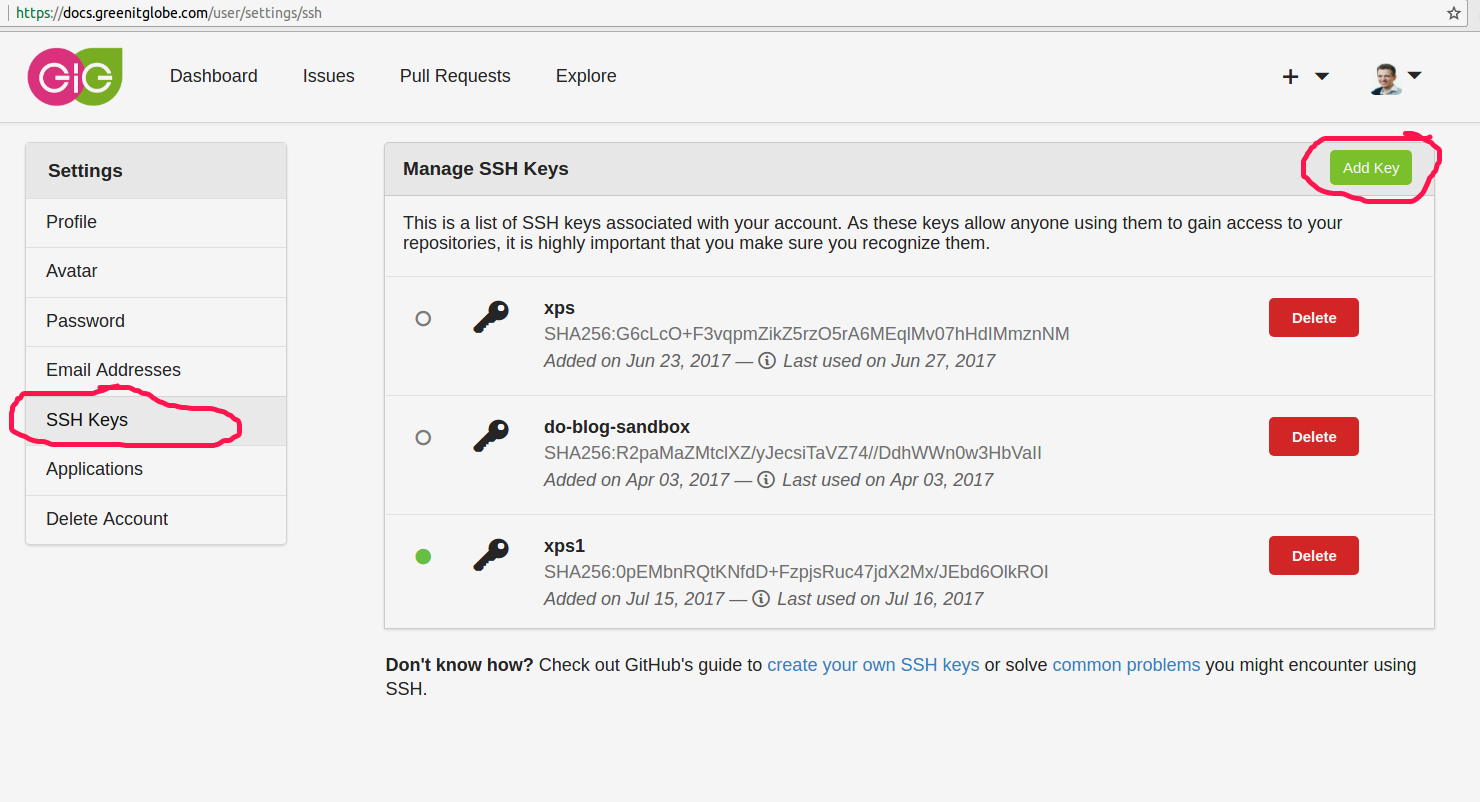 https://docs.greenitglobe.com/user/settings/ssh
GiG
Dashboard Issues Pull Requests Explore
Settings
Profile
Avatar
Password
Email Addresses
SSH Keys
Applications
Delete Account
Manage SSH Keys Add Key
This is a list of SSH keys associated with your account. As these keys allow anyone using them to gain access to your
repositories, it is highly important that you make sure you recognize them.
xps Delete
SHA256:G6cLcO+F3vqpmZikZ5rzO5rA6MEqlMv07hHdIMmznNM
Added on Jun 23, 2017 — Last used on Jun 27, 2017
do-blog-sandbox Delete
SHA256:R2paMaZMtclXZ/yJecsiTaVZ74//DdhWWn0w3HbVaII
Added on Apr 03, 2017 — Last used on Apr 03, 2017
xps1 Delete
SHA256:0pEMbnRQtKNfdD+FzpjsRuc47jdX2Mx/JEbd6OlkROI
Added on Jul 15, 2017 — Last used on Jul 16, 2017
Don't know how? Check out GitHub's guide to create your own SSH keys or solve common problems you might encounter using
SSH.